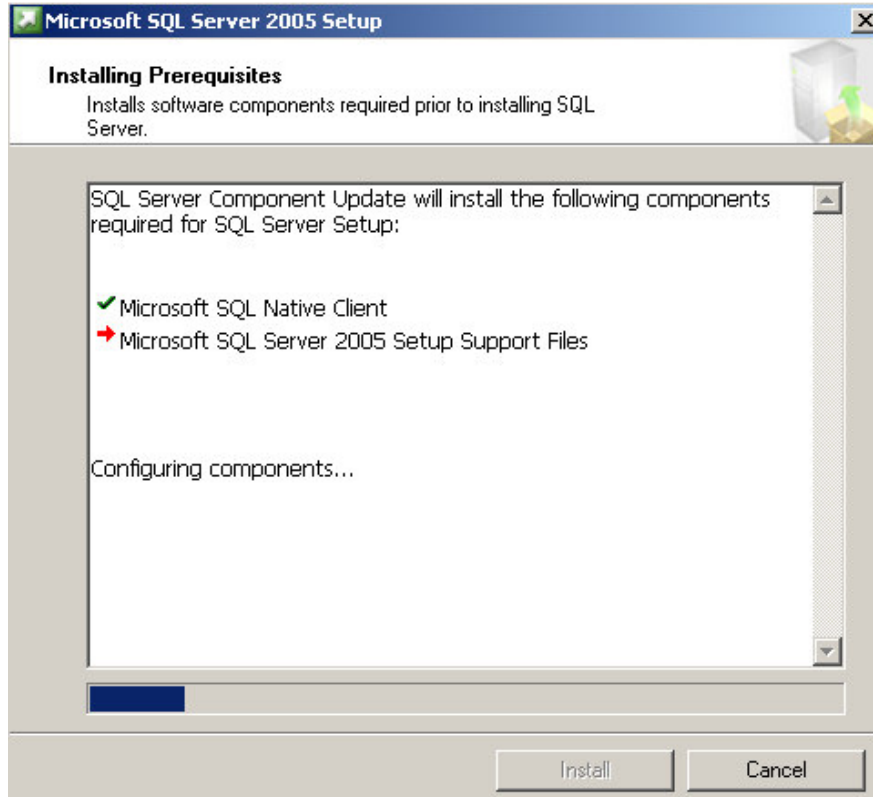 Microsoft SQL Server 2005 Setup
Installing Prerequisites
Installs software components required prior to installing SQL
Server.
SQL Server Component Update will install the following components
required for SQL Server Setup:
Microsoft SQL Native Client
Microsoft SQL Server 2005 Setup Support Files
Configuring components...
Install
Cancel